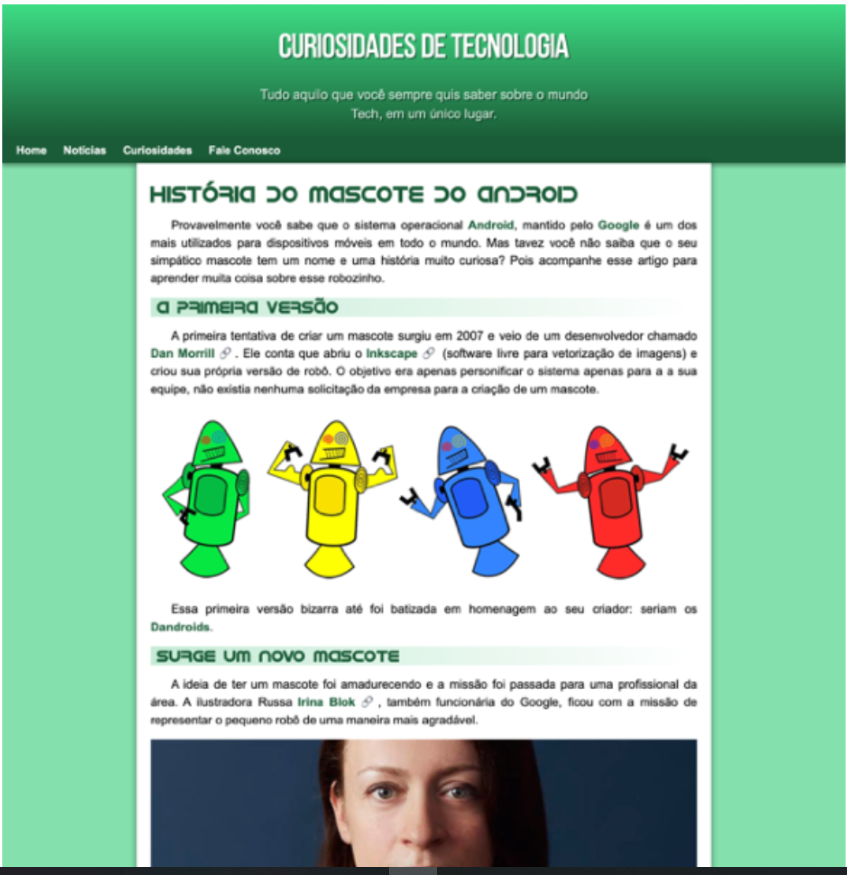 CURIOSIDADES DE TECNOLOGIA
Tudo aquilo que você sempre quis saber sobre o mundo
Tech, em um único lugar.
Home Notícias Curiosidades Fale Conosco
HISTÓRIA DO MASCOTE DO ANDROID
Provavelmente você sabe que o sistema operacional Android, mantido pelo Google é um dos
mais utilizados para dispositivos móveis em todo o mundo. Mas tavez você não saiba que o seu
simpático mascote tem um nome e uma história muito curiosa? Pois acompanhe esse artigo para
aprender muita coisa sobre esse robozinho.
A PRIMEIRA VERSÃO
A primeira tentativa de criar um mascote surgiu em 2007 e veio de um desenvolvedor chamado
Dan Morrill 🔗 . Ele conta que abriu o Inkscape 🔗 (software livre para vetorização de imagens) e
criou sua própria versão de robô. O objetivo era apenas personificar o sistema apenas para a a sua
equipe, não existia nenhuma solicitação da empresa para a criação de um mascote.
Essa primeira versão bizarra até foi batizada em homenagem ao seu criador: seriam os
Dandroids.
SURGE UM NOVO MASCOTE
A ideia de ter um mascote foi amadurecendo e a missão foi passada para uma profissional da
área. A ilustradora Russa Irina Blok 🔗 , também funcionária do Google, ficou com a missão de
representar o pequeno robô de uma maneira mais agradável.